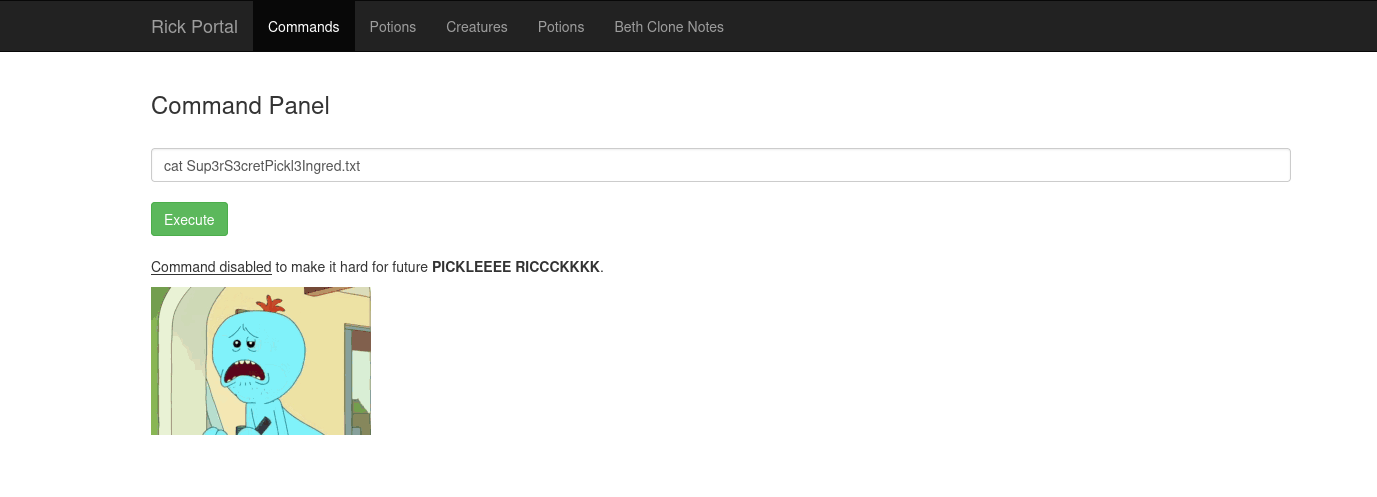 Rick Portal Commands Potions Creatures Potions Beth Clone Notes
Command Panel
cat Sup3rS3cretPickl3Ingred.txt
Execute
Command disabled to make it hard for future PICKLEEEE RICCCKKKK.